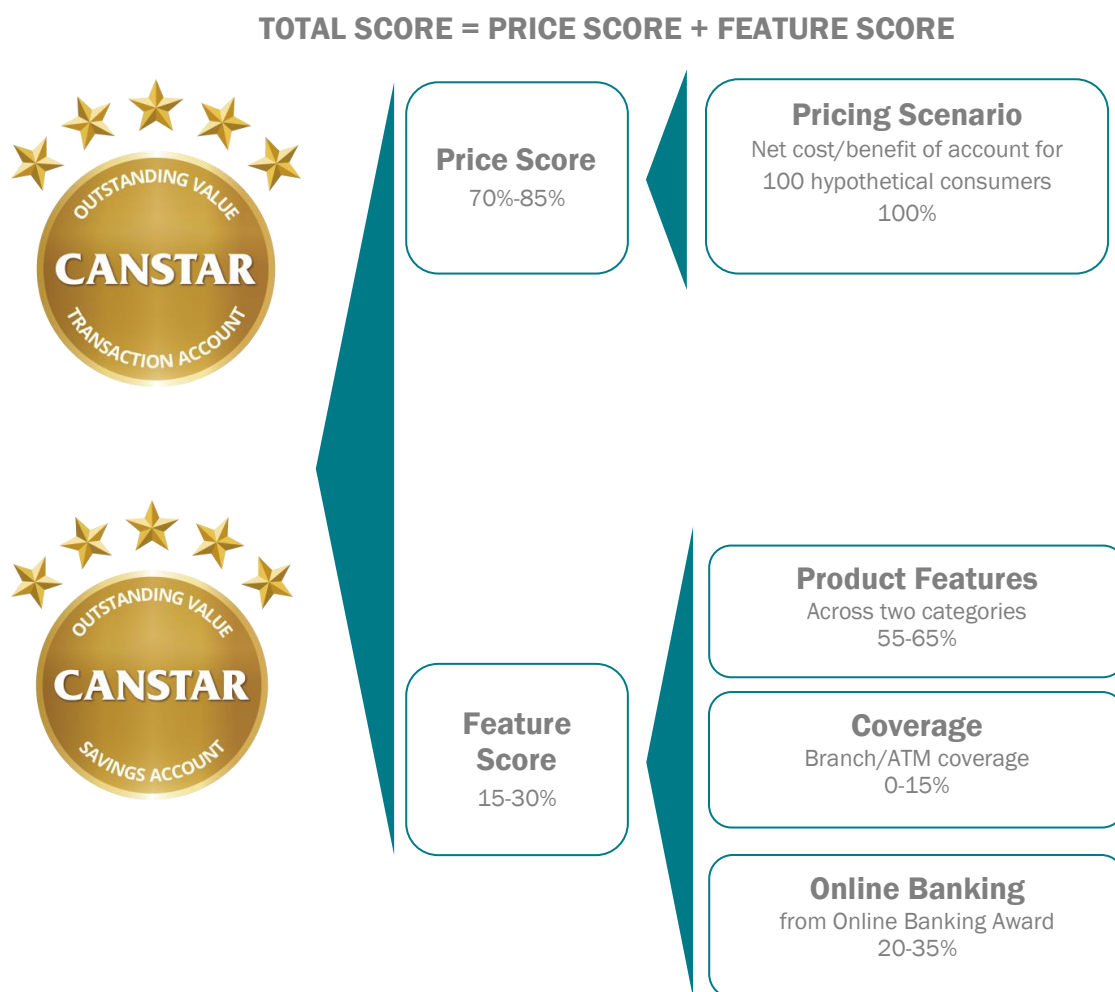 TOTAL SCORE = PRICE SCORE + FEATURE SCORE
OUTSTANDING VALUE
CANSTAR
TRANSACTION ACCOUNT
Price Score
70%-85%
Pricing Scenario
Net cost/benefit of account for
100 hypothetical consumers
100%
OUTSTANDING VALUE
CANSTAR
SAVINGS ACCOUNT
Feature
Score
15-30%
Product Features
Across two categories
55-65%
Coverage
Branch/ATM coverage
0-15%
Online Banking
from Online Banking Award
20-35%